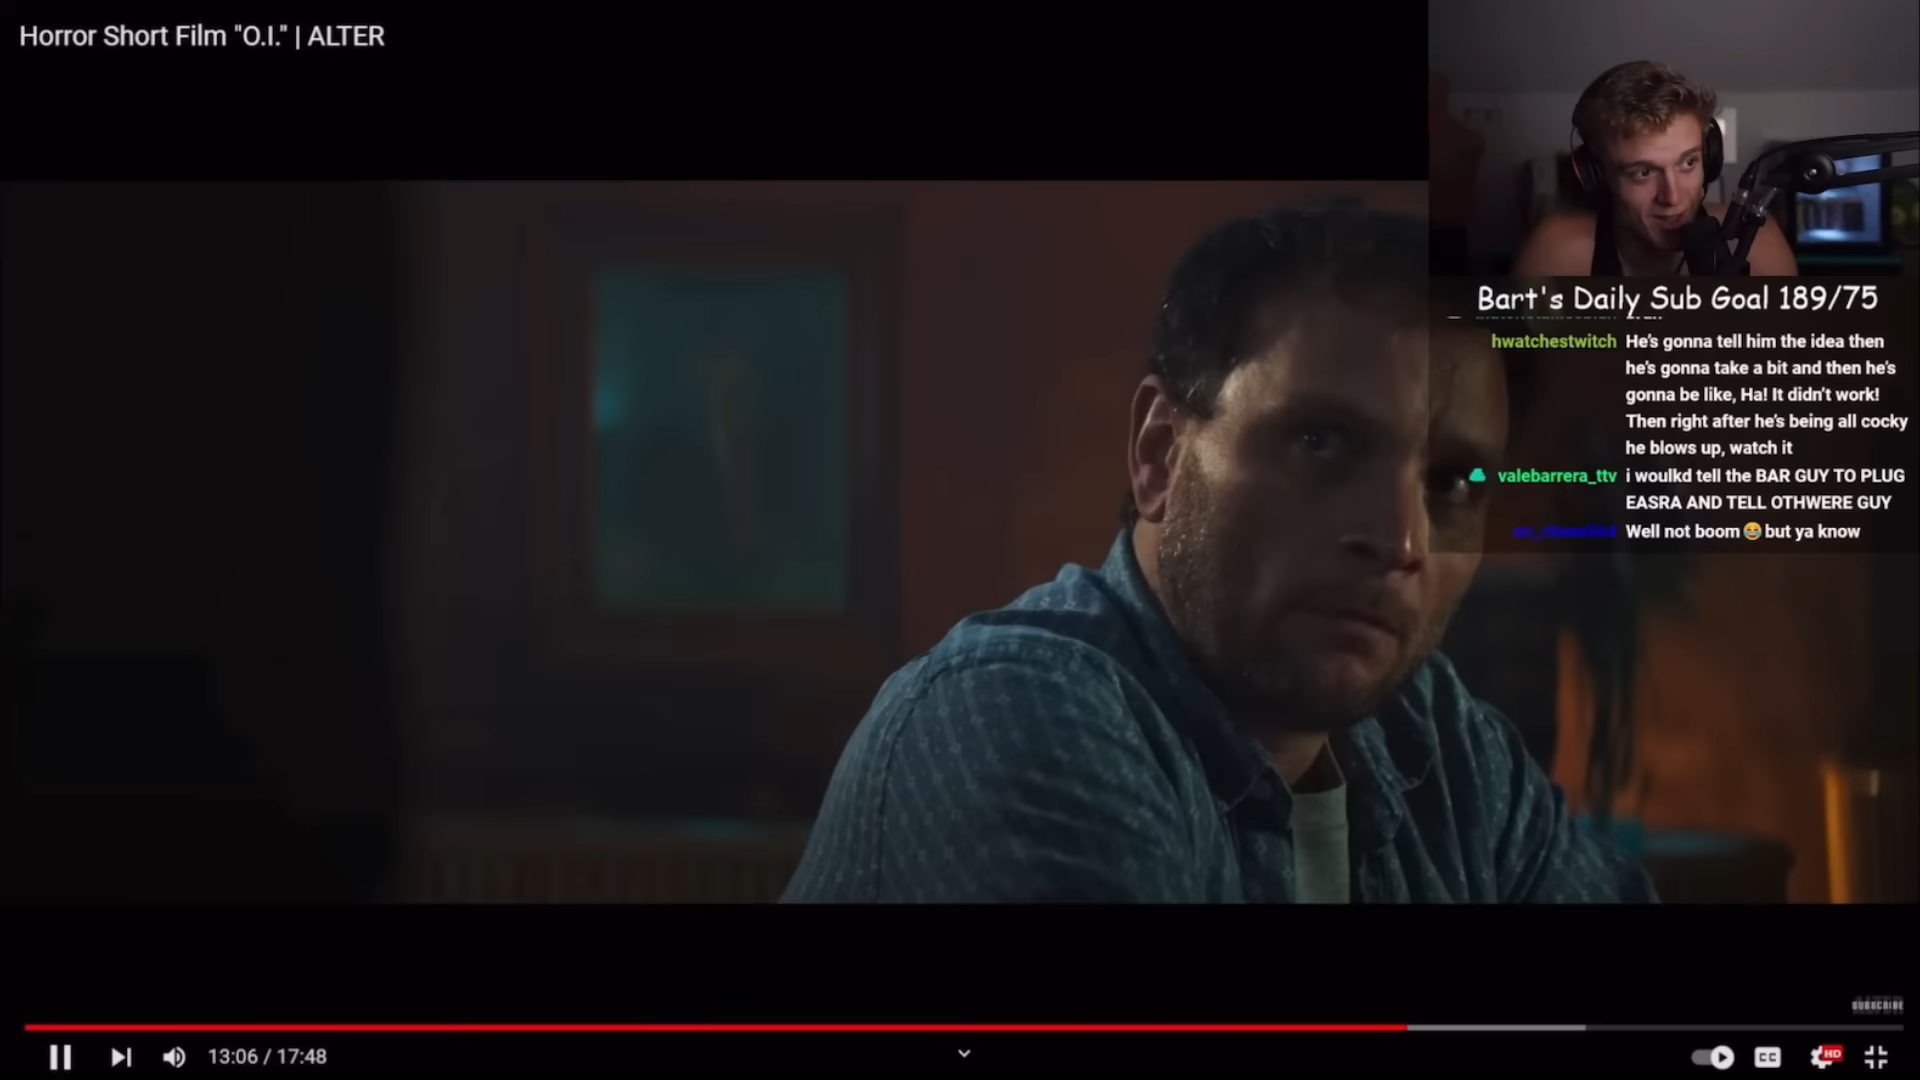 Horror Short Film "O.I." | ALTER
Bart's Daily Sub Goal 189/75
hwatchestwitch He's gonna tell him the idea then
he's gonna take a bit and then he's
gonna be like, Ha! It didn't work!
Then right after he's being all cocky
he blows up, watch it
valebarrera_ttv i woulkd tell the BAR GUY TO PLUG
EASRA AND TELL OTHWERE GUY
Well not boom😂but ya know
SUBSCRIBE
13:06 / 17:48
CC
HD